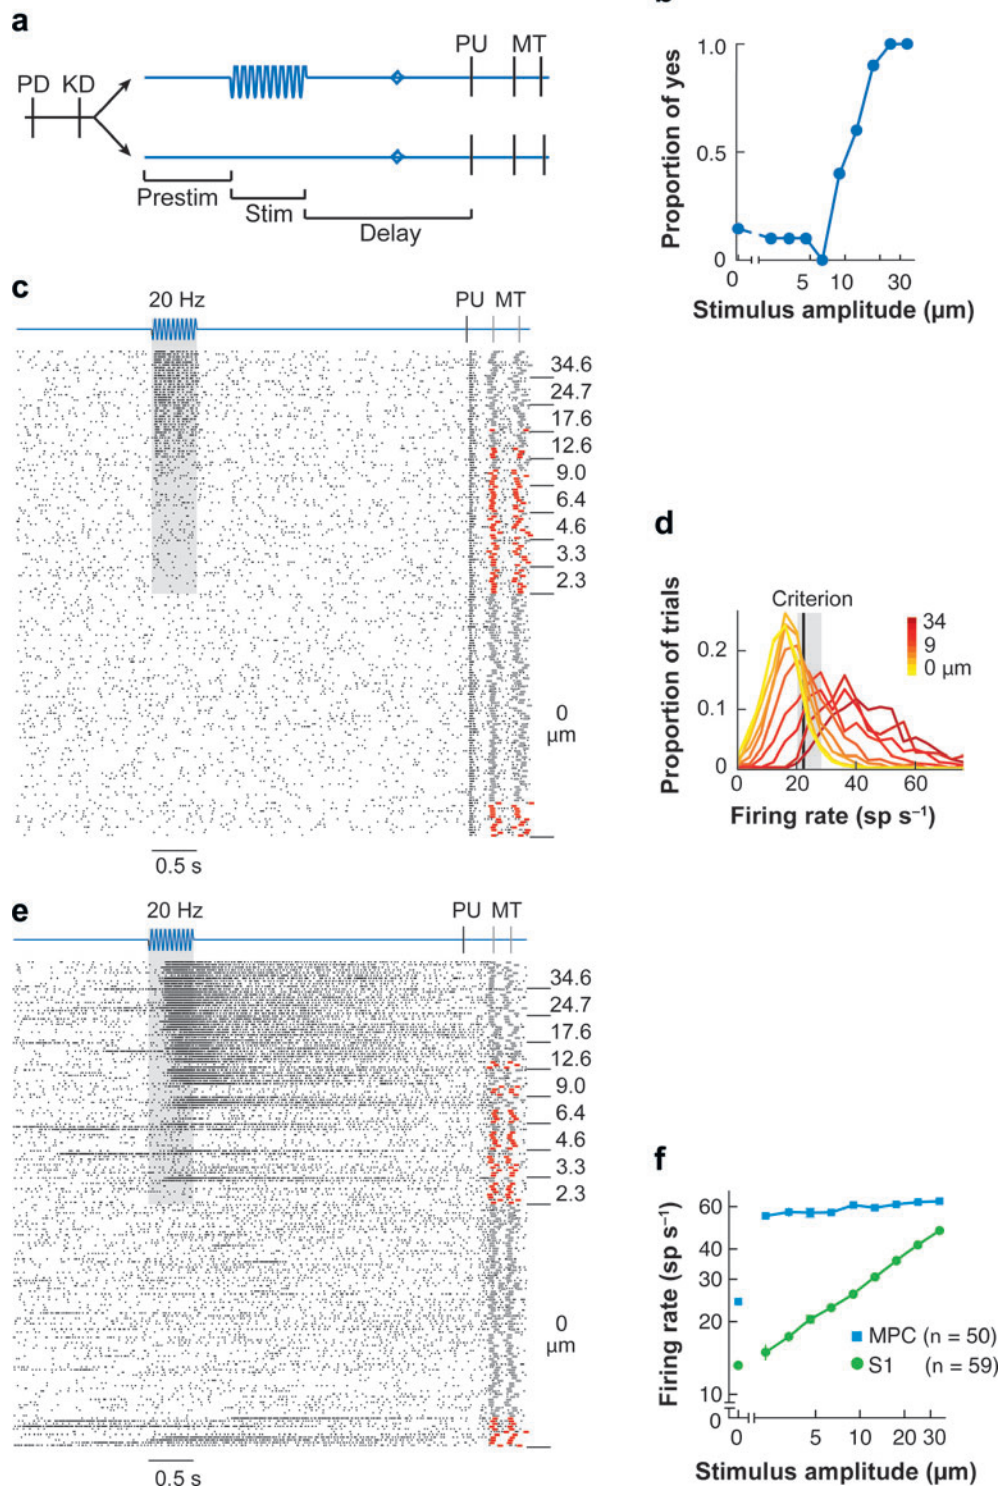 a
PU MT
PD KD
Prestim
Stim
Delay
b
1.0
0.5
0
Proportion of yes
0 5 10 30
Stimulus amplitude (µm)
c
20 Hz
PU MT
34.6
24.7
17.6
12.6
9.0
6.4
4.6
3.3
2.3
0
µm
0.5 s
d
Criterion
34
9
0 µm
0.2
0.1
0
Proportion of trials
0 20 40 60
Firing rate (sp s⁻¹)
e
20 Hz
PU MT
34.6
24.7
17.6
12.6
9.0
6.4
4.6
3.3
2.3
0
µm
0.5 s
f
60
40
30
20
10
0
Firing rate (sp s⁻¹)
MPC (n = 50)
S1 (n = 59)
0 5 10 20 30
Stimulus amplitude (µm)